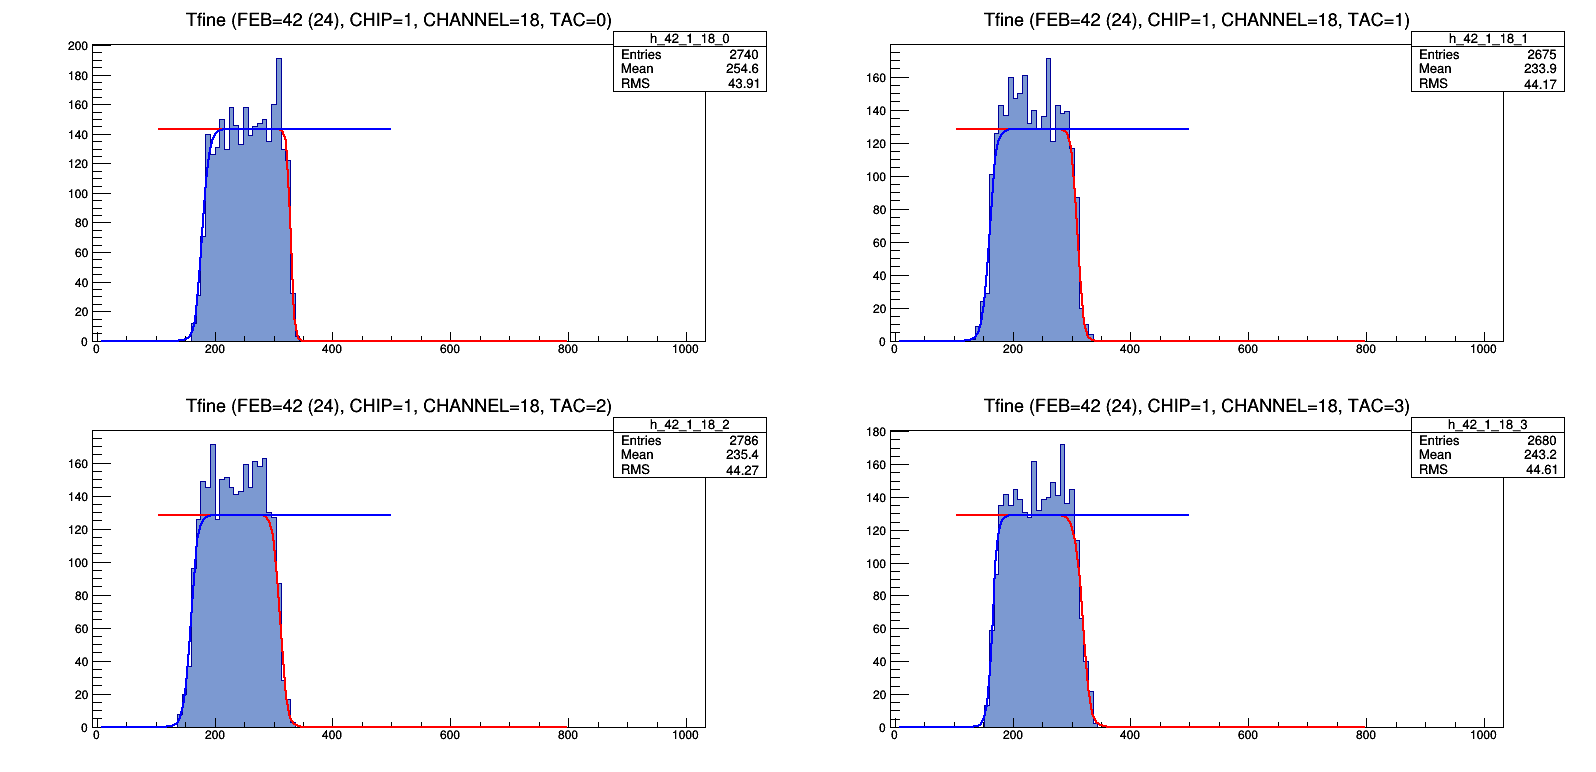 Tfine (FEB=42 (24), CHIP=1, CHANNEL=18, TAC=0)
h_42_1_18_0
Entries 2740
Mean 254.6
RMS 43.91
200
180
160
140
120
100
80
60
40
20
0
0 200 400 600 800 1000
Tfine (FEB=42 (24), CHIP=1, CHANNEL=18, TAC=1)
h_42_1_18_1
Entries 2675
Mean 233.9
RMS 44.17
160
140
120
100
80
60
40
20
0
0 200 400 600 800 1000
Tfine (FEB=42 (24), CHIP=1, CHANNEL=18, TAC=2)
h_42_1_18_2
Entries 2786
Mean 235.4
RMS 44.27
160
140
120
100
80
60
40
20
0
0 200 400 600 800 1000
Tfine (FEB=42 (24), CHIP=1, CHANNEL=18, TAC=3)
h_42_1_18_3
Entries 2680
Mean 243.2
RMS 44.61
180
160
140
120
100
80
60
40
20
0
0 200 400 600 800 1000